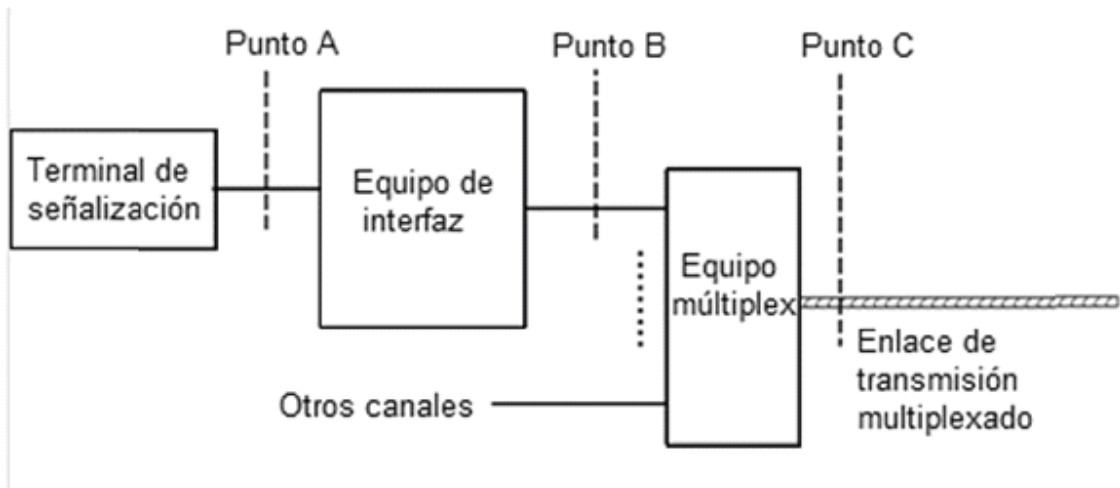 Punto A
Punto B
Punto C
Terminal de
señalización
Equipo de
interfaz
Equipo
múltiplex
Enlace de
transmisión
multiplexado
Otros canales